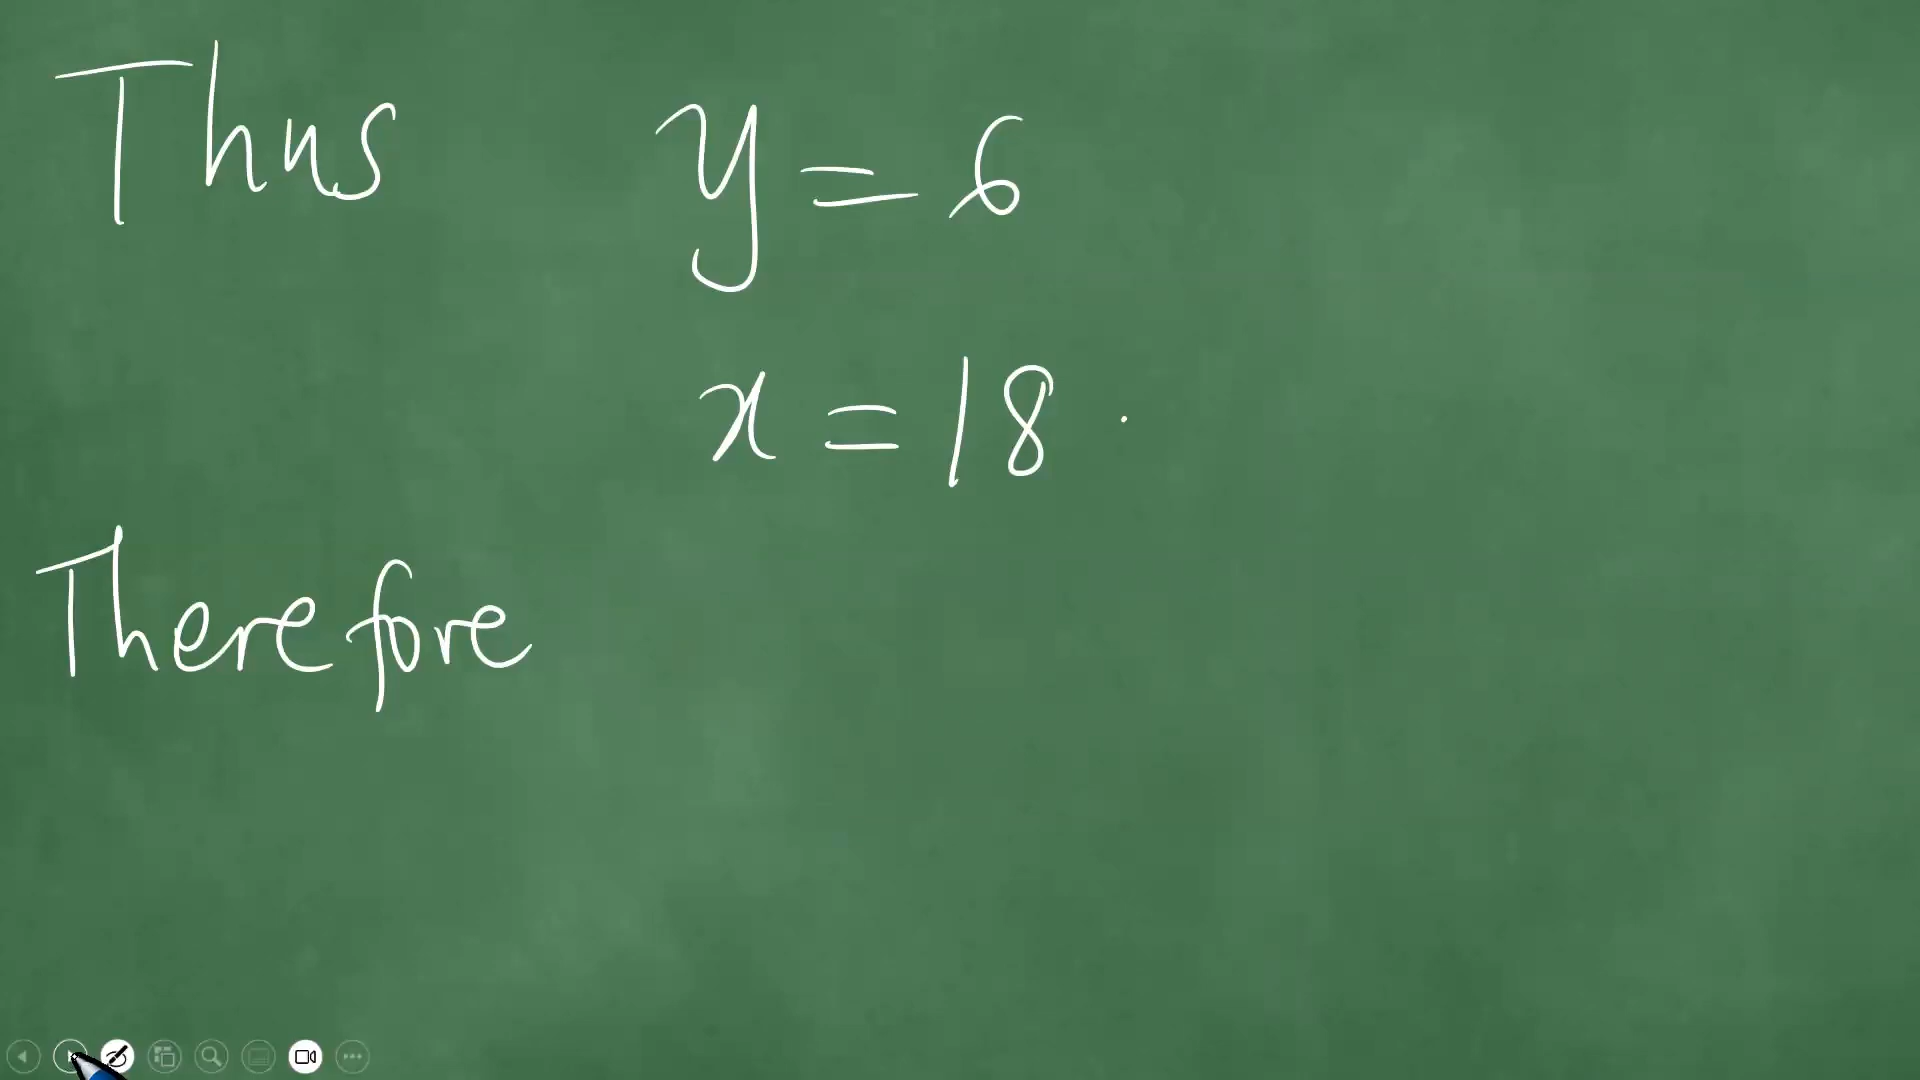 Thus y = 6
x = 18 .
Therefore